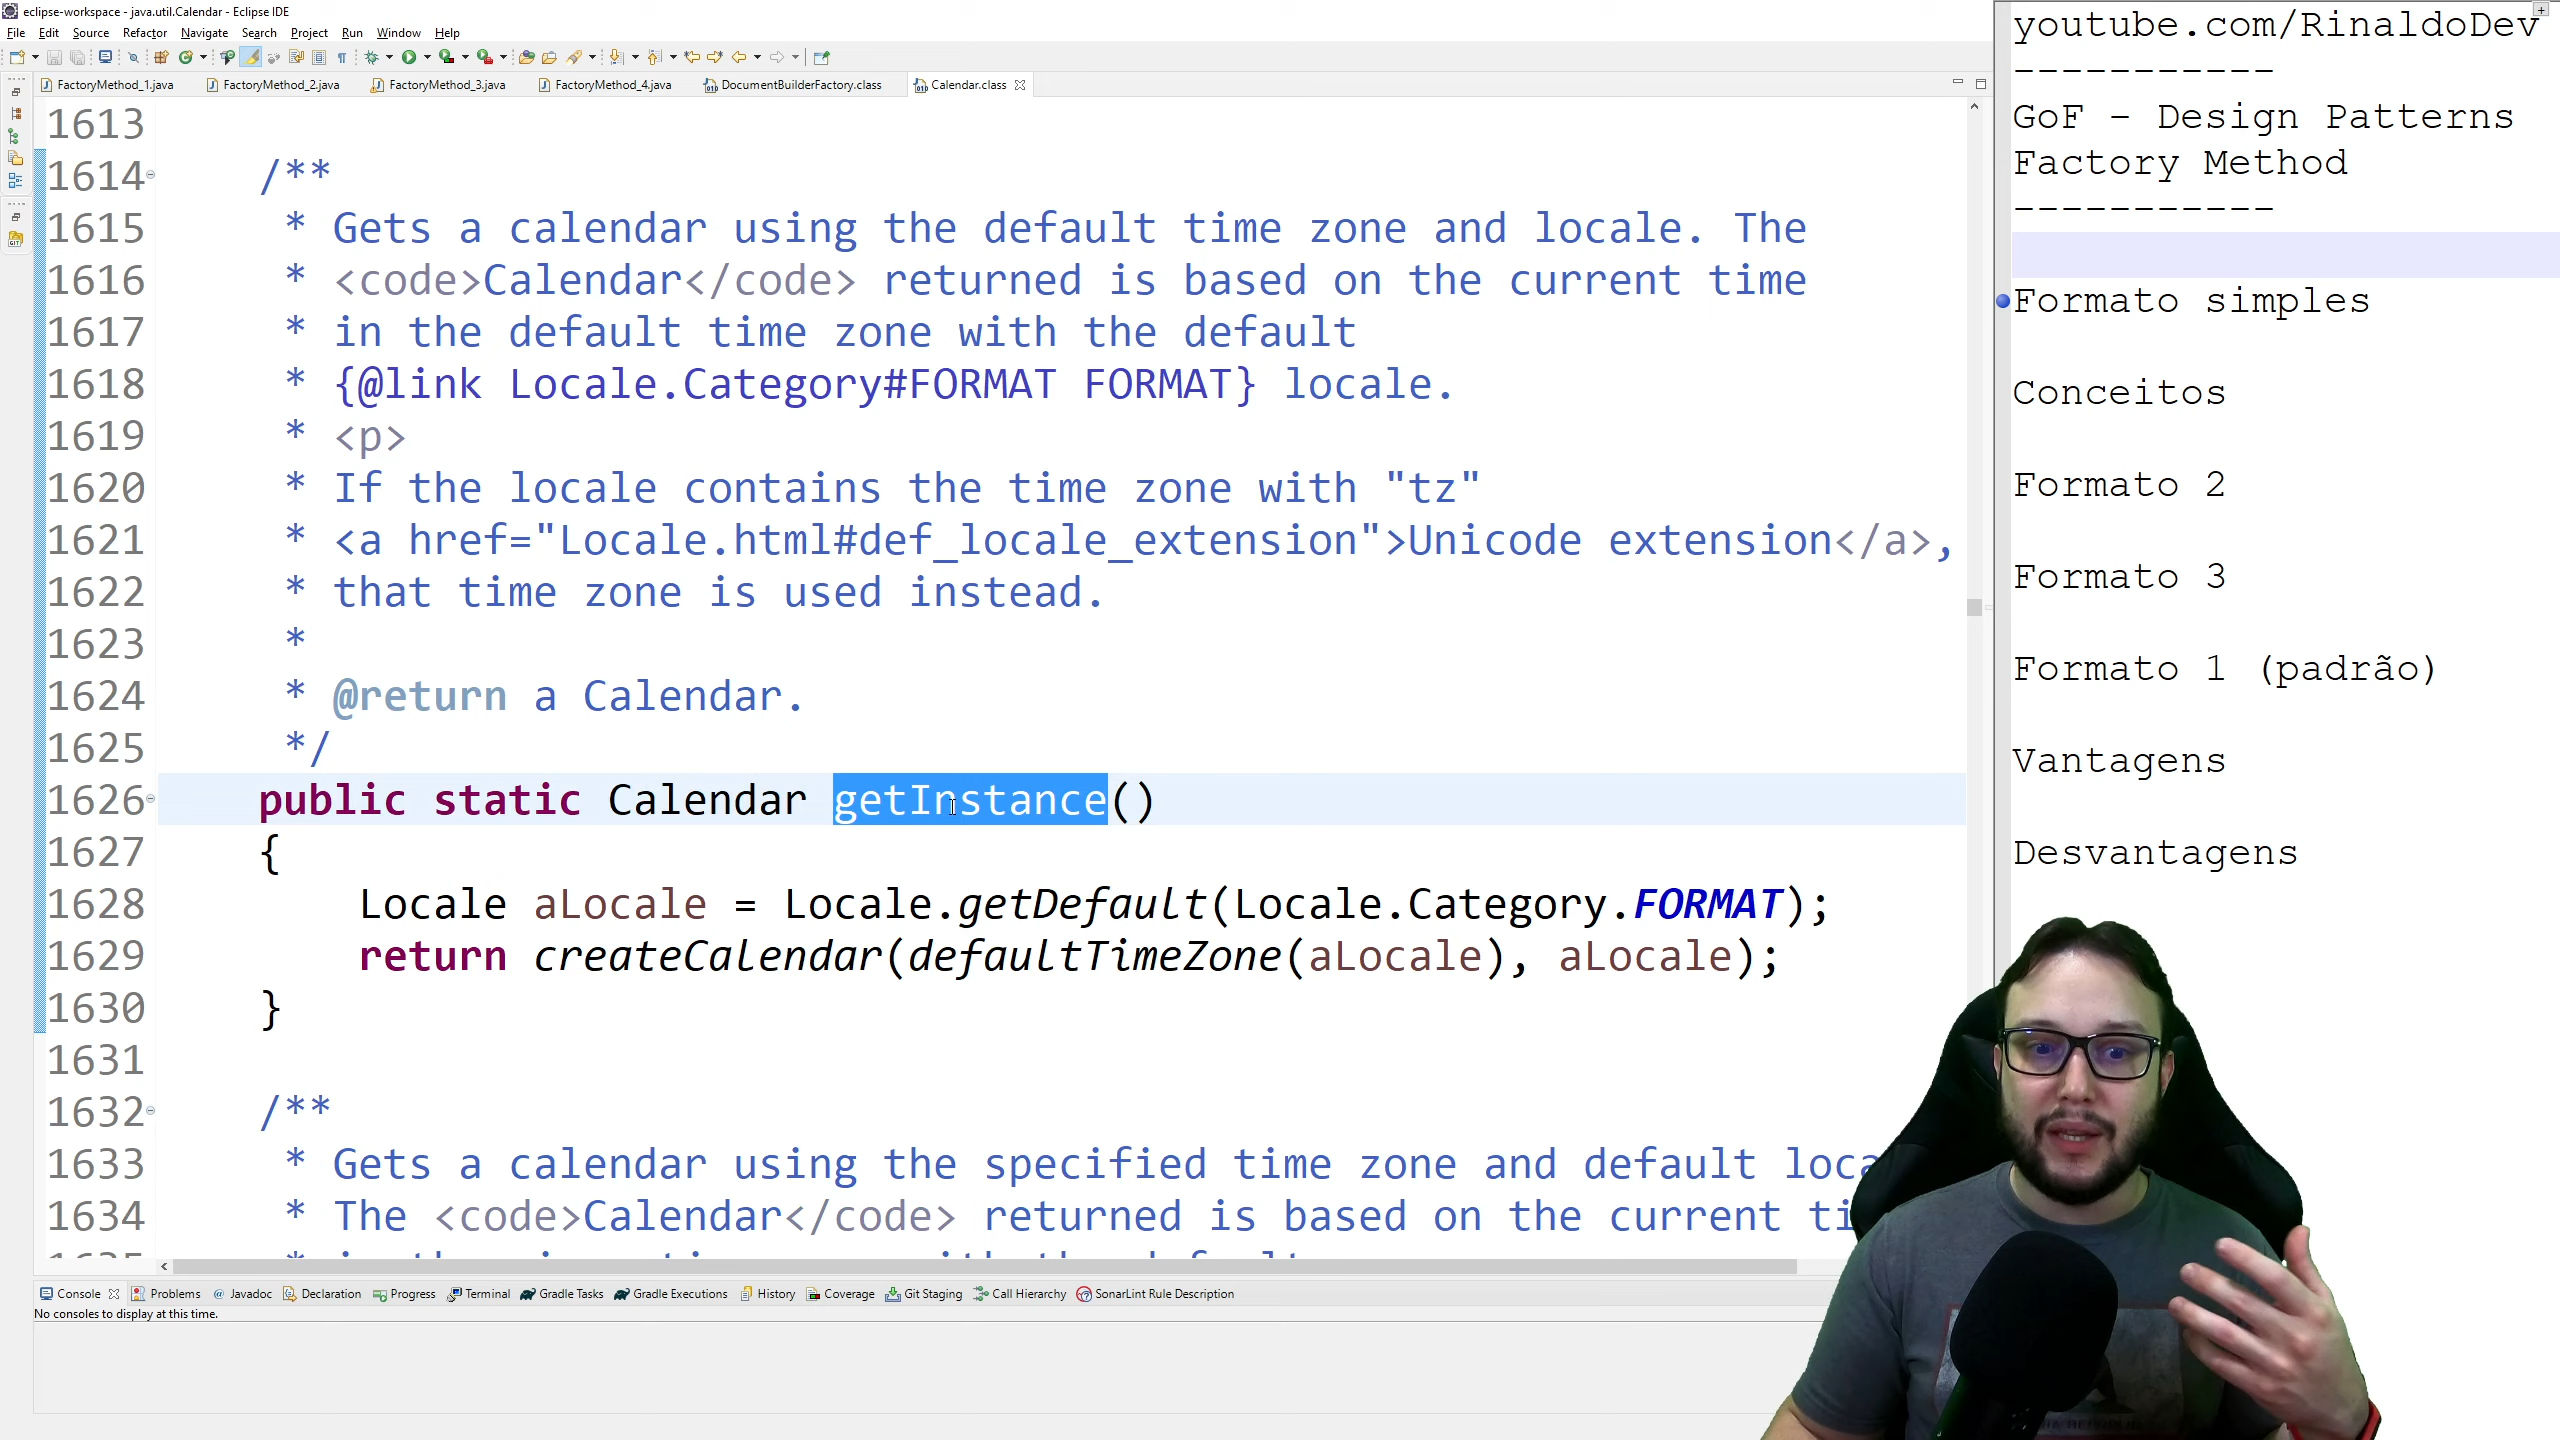 eclipse-workspace - java.util.Calendar - Eclipse IDE
File Edit Source Refactor Navigate Search Project Run Window Help
FactoryMethod_1.java FactoryMethod_2.java FactoryMethod_3.java FactoryMethod_4.java DocumentBuilderFactory.class Calendar.class
1613
1614 /**
1615 * Gets a calendar using the default time zone and locale. The
1616 * <code>Calendar</code> returned is based on the current time
1617 * in the default time zone with the default
1618 * {@link Locale.Category#FORMAT FORMAT} locale.
1619 * <p>
1620 * If the locale contains the time zone with "tz"
1621 * <a href="Locale.html#def_locale_extension">Unicode extension</a>,
1622 * that time zone is used instead.
1623 *
1624 * @return a Calendar.
1625 */
1626 public static Calendar getInstance()
1627 {
1628 Locale aLocale = Locale.getDefault(Locale.Category.FORMAT);
1629 return createCalendar(defaultTimeZone(aLocale), aLocale);
1630 }
1631
1632 /**
1633 * Gets a calendar using the specified time zone and default loca
1634 * The <code>Calendar</code> returned is based on the current ti
Console Problems @ Javadoc Declaration Progress Terminal Gradle Tasks Gradle Executions History Coverage Git Staging Call Hierarchy SonarLint Rule Description
No consoles to display at this time.
youtube.com/RinaldoDev
-----------
GoF - Design Patterns
Factory Method
-----------
Formato simples
Conceitos
Formato 2
Formato 3
Formato 1 (padrão)
Vantagens
Desvantagens